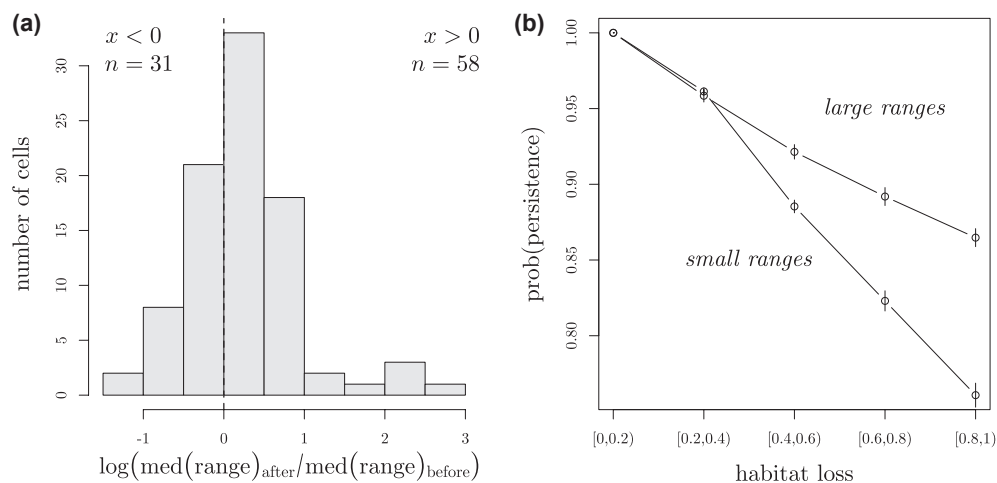 (a)
x < 0
n = 31
x > 0
n = 58
number of cells
0
5
10
15
20
25
30
-1
0
1
2
3
log(med(range)after/med(range)before)
(b)
prob(persistence)
1.00
0.95
0.90
0.85
0.80
large ranges
small ranges
[0,0.2)
[0.2,0.4)
[0.4,0.6)
[0.6,0.8)
[0.8,1)
habitat loss